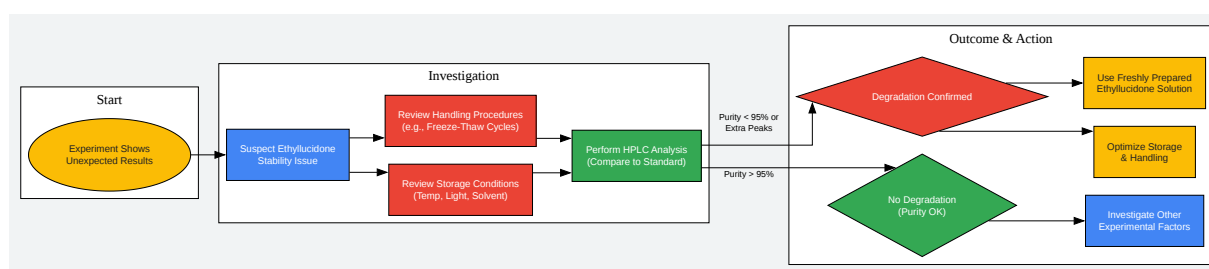 Start
Experiment Shows
Unexpected Results
Investigation
Suspect Ethyllucidone
Stability Issue
Review Handling Procedures
(e.g., Freeze-Thaw Cycles)
Review Storage Conditions
(Temp, Light, Solvent)
Perform HPLC Analysis
(Compare to Standard)
Purity < 95% or
Extra Peaks
Purity > 95%
Outcome & Action
Degradation Confirmed
No Degradation
(Purity OK)
Use Freshly Prepared
Ethyllucidone Solution
Optimize Storage
& Handling
Investigate Other
Experimental Factors